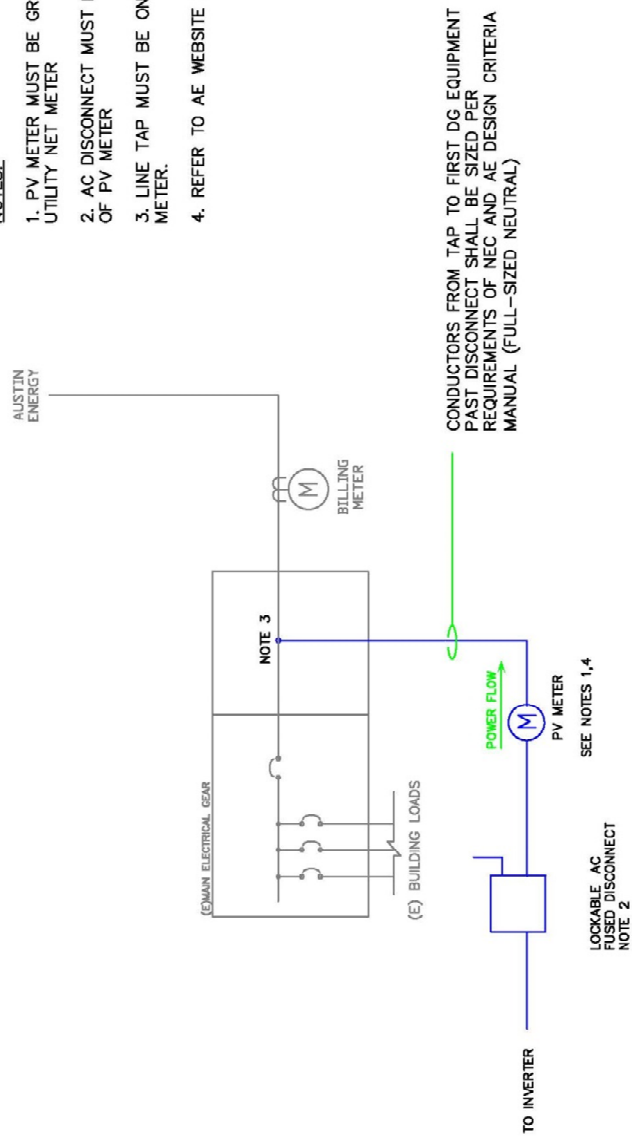 NOTES:
1. PV METER MUST BE GR
UTILITY NET METER
2. AC DISCONNECT MUST
OF PV METER
3. LINE TAP MUST BE ON
METER.
4. REFER TO AE WEBSITE
AUSTIN
ENERGY
M
BILLING
METER
NOTE 3
(E)MAIN ELECTRICAL GEAR
(E) BUILDING LOADS
CONDUCTORS FROM TAP TO FIRST DG EQUIPMENT
PAST DISCONNECT SHALL BE SIZED PER
REQUIREMENTS OF NEC AND AE DESIGN CRITERIA
MANUAL (FULL-SIZED NEUTRAL)
POWER FLOW
M
PV METER
SEE NOTES 1,4
LOCKABLE AC
FUSED DISCONNECT
NOTE 2
TO INVERTER